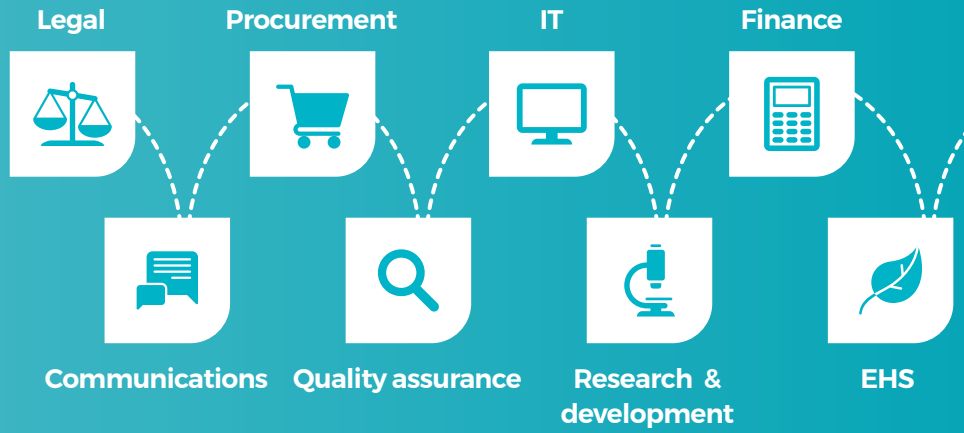 Legal
Procurement
IT
Finance
Communications
Quality assurance
Research & 
development
EHS